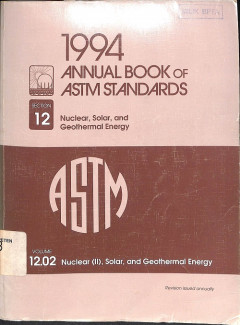 1994
ANNUAL BOOK OF
ASTM STANDARDS
SECTION
12
Nuclear, Solar, and
Geothermal Energy
ASTM
VOLUME
12.02
Nuclear (II), Solar, and Geothermal Energy
Revision issued annually